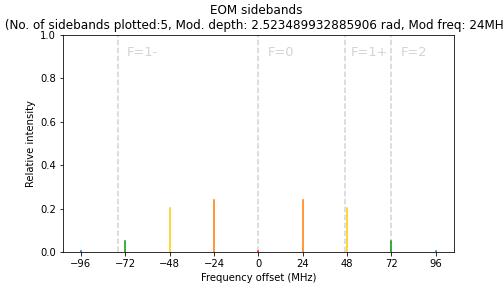 EOM sidebands
(No. of sidebands plotted:5, Mod. depth: 2.523489932885906 rad, Mod freq: 24MH
1.0
F=1-
F=0
F=1+
F=2
0.8
Relative intensity
0.6
0.4
0.2
0.0
−96
−72
−48
−24
0
24
48
72
96
Frequency offset (MHz)